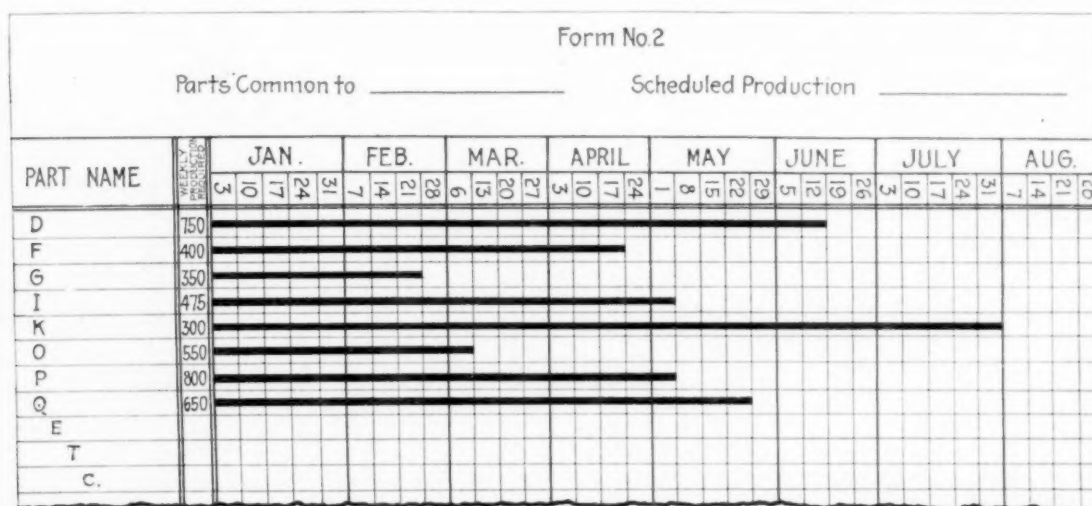 Form No.2
Parts Common to Scheduled Production
PART NAME WEEKLY PRODUCTION REQUIRED JAN. FEB. MAR. APRIL MAY JUNE JULY AUG.
3 10 17 24 31 7 14 21 28 6 13 20 27 3 10 17 24 1 8 15 22 29 5 12 19 26 3 10 17 24 31 7 14 21 28
D 750
F 400
G 350
I 475
K 300
O 550
P 800
Q 650
E
T
C.